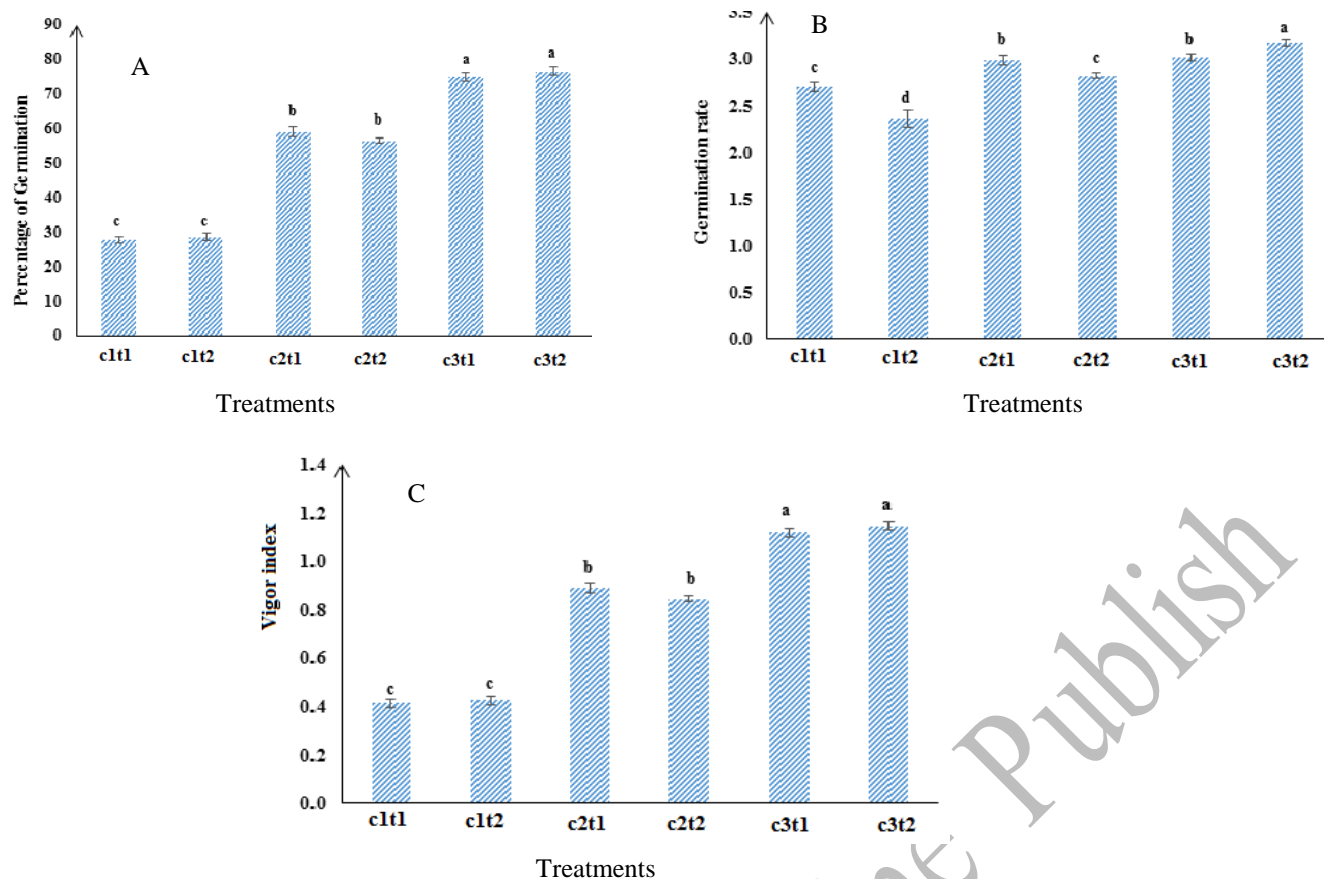 A
Percentage of Germination
90
80
70
60
50
40
30
20
10
0
c
c
b
b
a
a
c1t1 c1t2 c2t1 c2t2 c3t1 c3t2
Treatments
B
Germination rate
3.5
3.0
2.5
2.0
1.5
1.0
0.5
0.0
c
d
b
c
b
a
c1t1 c1t2 c2t1 c2t2 c3t1 c3t2
Treatments
C
Vigor index
1.4
1.2
1.0
0.8
0.6
0.4
0.2
0.0
c
c
b
b
a
a
c1t1 c1t2 c2t1 c2t2 c3t1 c3t2
Treatments
Publish